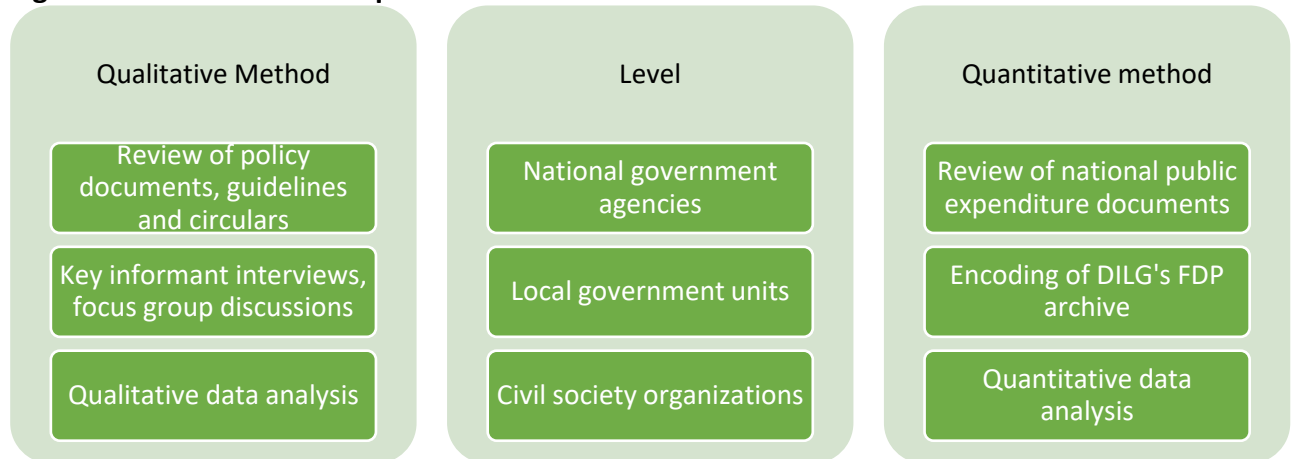 Qualitative Method
Review of policy
documents, guidelines
and circulars
Key informant interviews,
focus group discussions
Qualitative data analysis
Level
National government
agencies
Local government units
Civil society organizations
Quantitative method
Review of national public
expenditure documents
Encoding of DILG's FDP
archive
Quantitative data
analysis